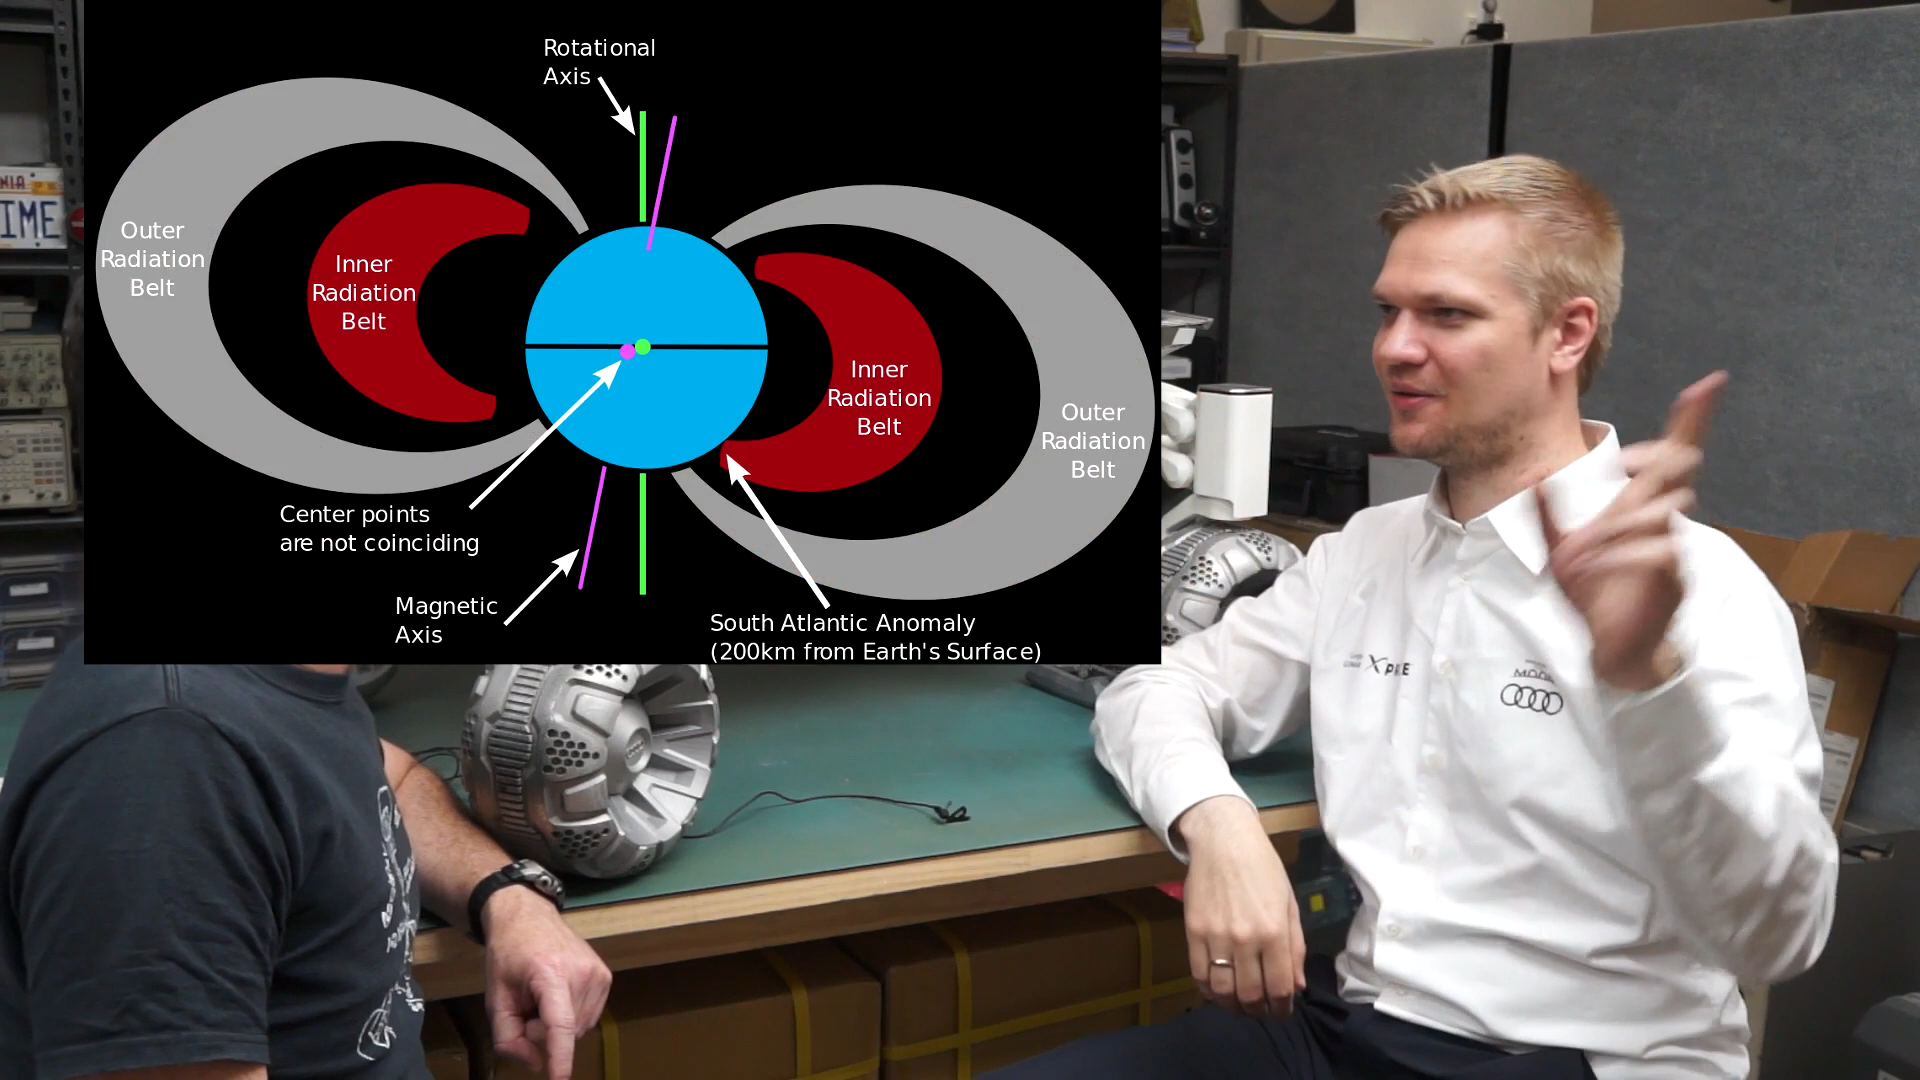 Rotational
Axis
Outer
Radiation
Belt
Inner
Radiation
Belt
Inner
Radiation
Belt
Outer
Radiation
Belt
Center points
are not coinciding
Magnetic
Axis
South Atlantic Anomaly
(200km from Earth's Surface)
NIA
IME